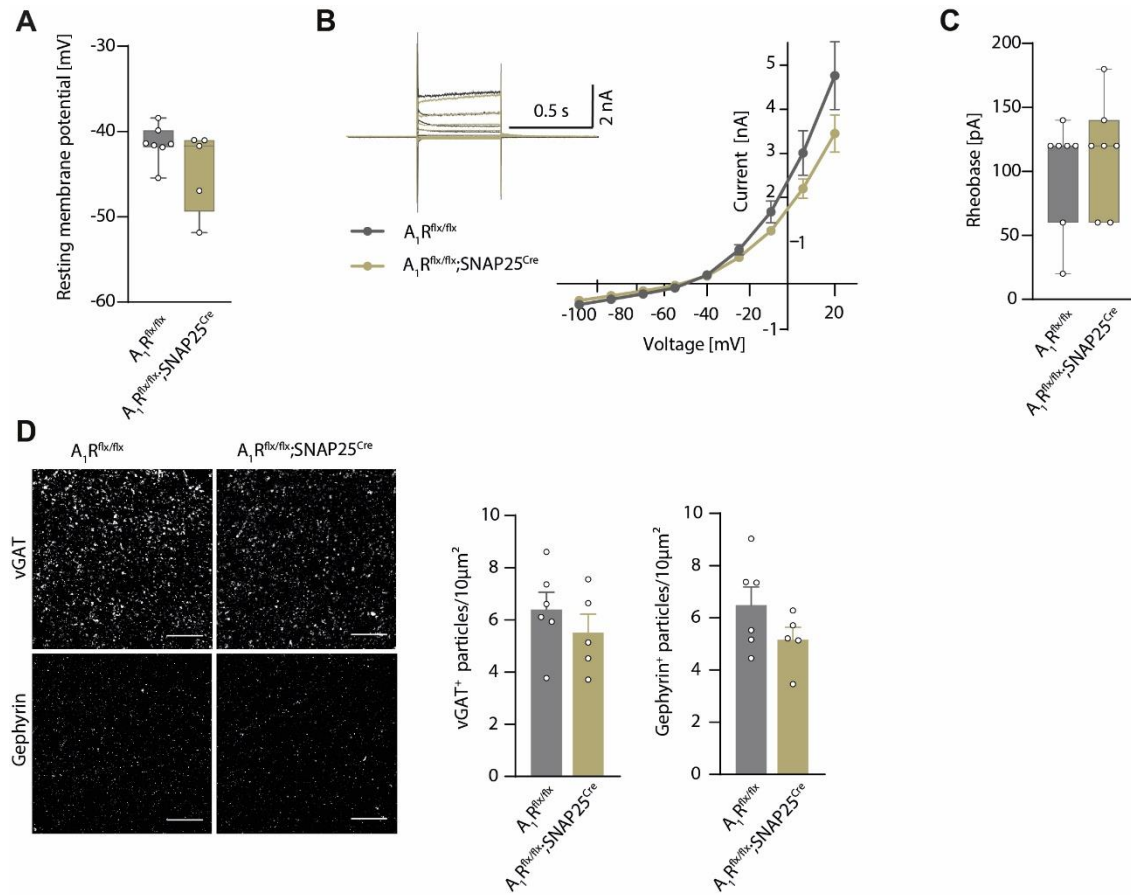 A
Resting membrane potential [mV]
-30
-40
-50
-60
A₁Rflx/flx
A₁Rflx/flx;SNAP25Cre
B
0.5 s
2 nA
A₁Rflx/flx
A₁Rflx/flx;SNAP25Cre
Current [nA]
5
4
3
2
1
-1
-100 -80 -60 -40 -20 20
Voltage [mV]
C
Rheobase [pA]
200
150
100
50
0
A₁Rflx/flx
A₁Rflx/flx;SNAP25Cre
D
A₁Rflx/flx
A₁Rflx/flx;SNAP25Cre
vGAT
Gephyrin
vGAT⁺ particles/10µm²
10
8
6
4
2
0
A₁Rflx/flx
A₁Rflx/flx;SNAP25Cre
Gephyrin⁺ particles/10µm²
10
8
6
4
2
0
A₁Rflx/flx
A₁Rflx/flx;SNAP25Cre